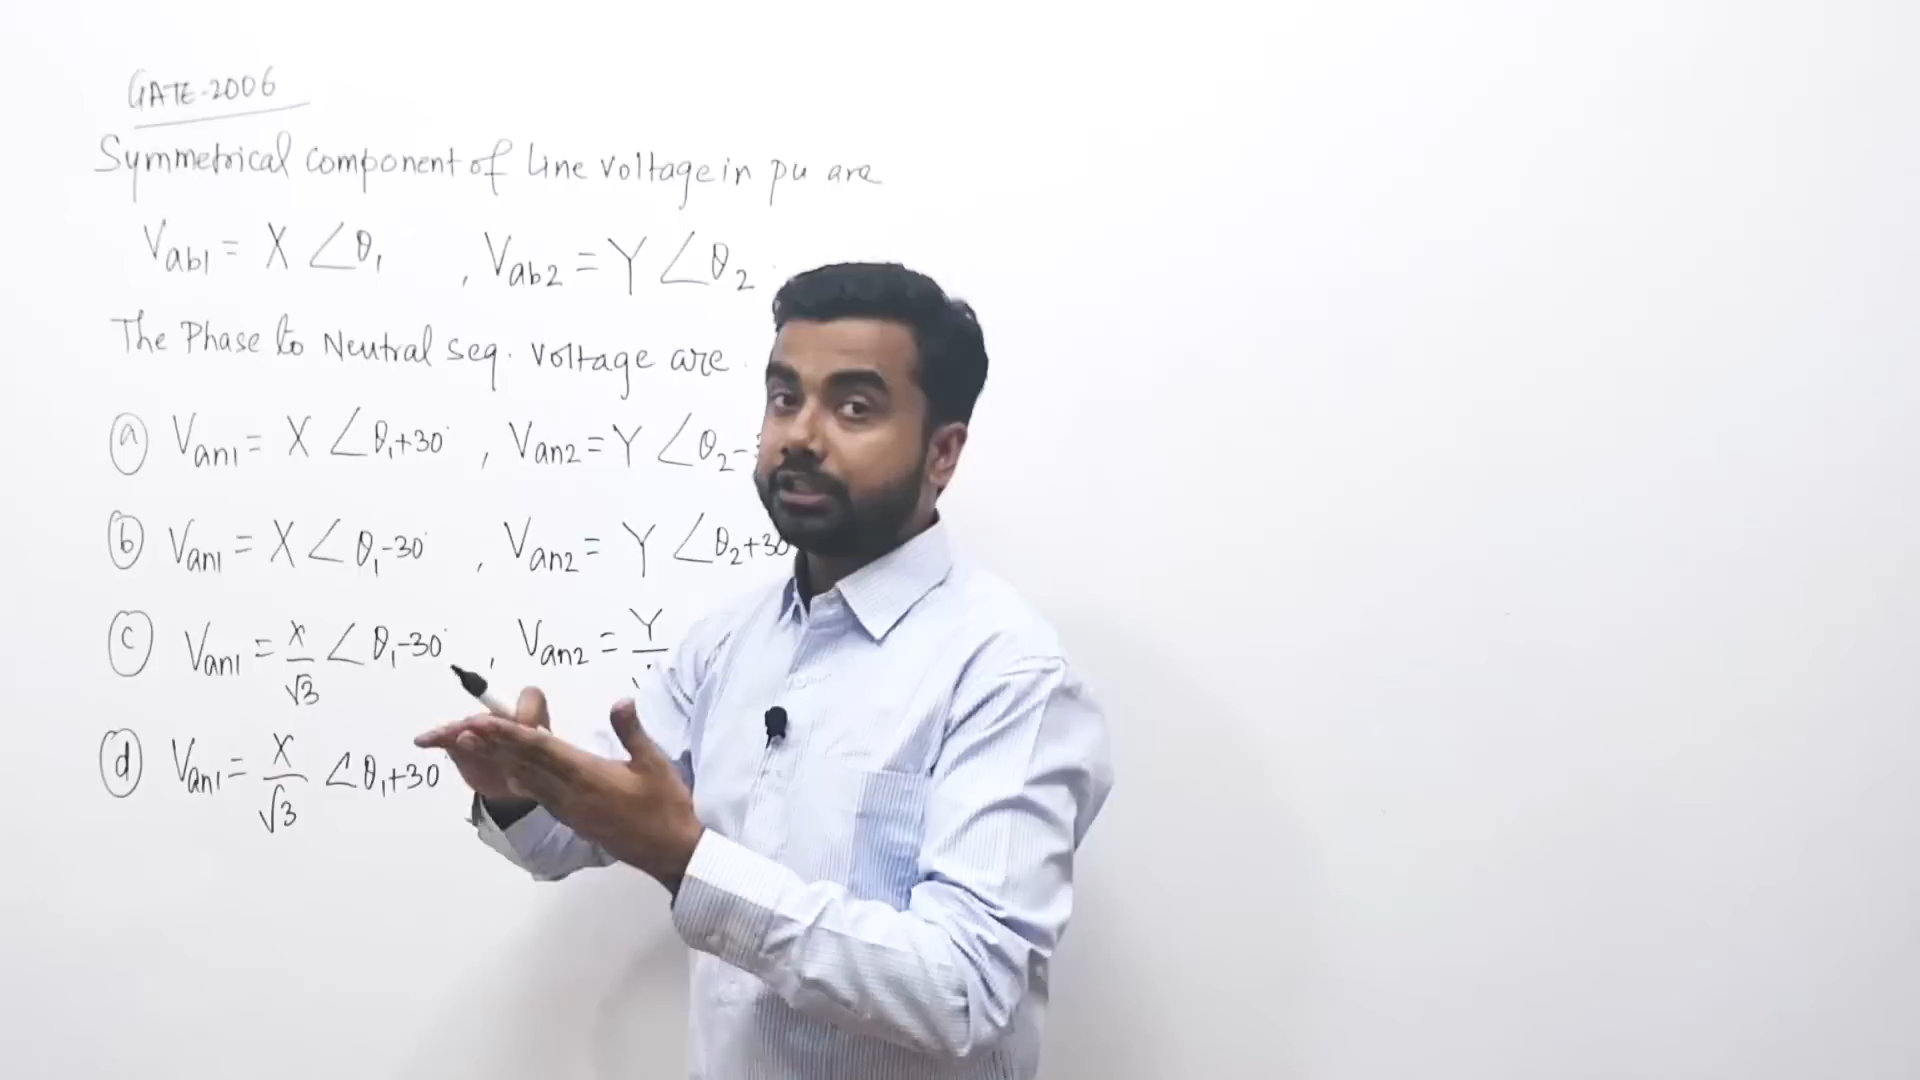 GATE-2006
Symmetrical component of Line voltage in pu are
Vab1 = X ∠θ1 , Vab2 = Y ∠θ2
The Phase to Neutral seq. voltage are
(a) Van1 = X ∠θ1+30° , Van2 = Y ∠θ2-
(b) Van1 = X ∠θ1-30° , Van2 = Y ∠θ2+30
(c) Van1 = X/√3 ∠θ1-30° , Van2 = Y
(d) Van1 = X/√3 ∠θ1+30°